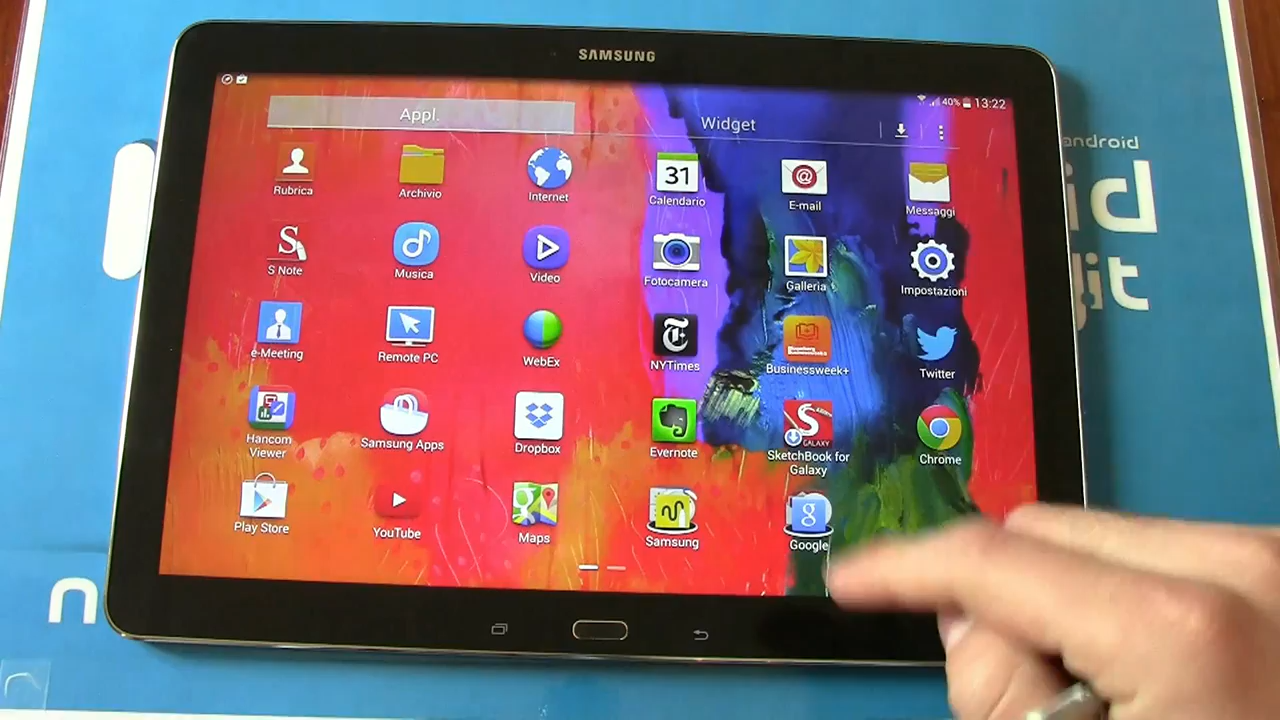 SAMSUNG
40% 13:22
Appl.
Widget
android
Rubrica
Archivio
Internet
31
Calendario
E-mail
Messaggi
S Note
Musica
Video
Fotocamera
Galleria
Impostazioni
e-Meeting
Remote PC
WebEx
NYTimes
Businessweek+
Twitter
Hancom
Viewer
Samsung Apps
Dropbox
Evernote
SketchBook for
Galaxy
Chrome
Play Store
YouTube
Maps
Samsung
Google